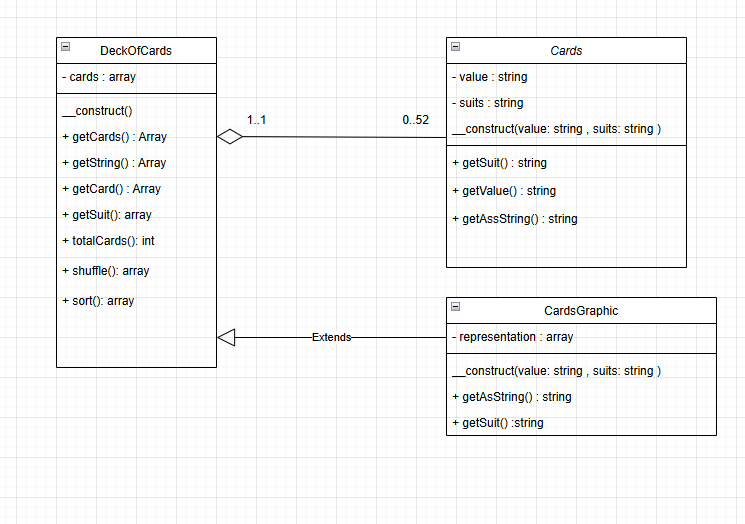 DeckOfCards
- cards : array
__construct()
+ getCards() : Array
+ getString() : Array
+ getCard() : Array
+ getSuit(): array
+ totalCards(): int
+ shuffle(): array
+ sort(): array
1..1
0..52
Cards
- value : string
- suits : string
__construct(value: string , suits: string )
+ getSuit() : string
+ getValue() : string
+ getAssString() : string
Extends
CardsGraphic
- representation : array
__construct(value: string , suits: string )
+ getAsString() : string
+ getSuit() :string